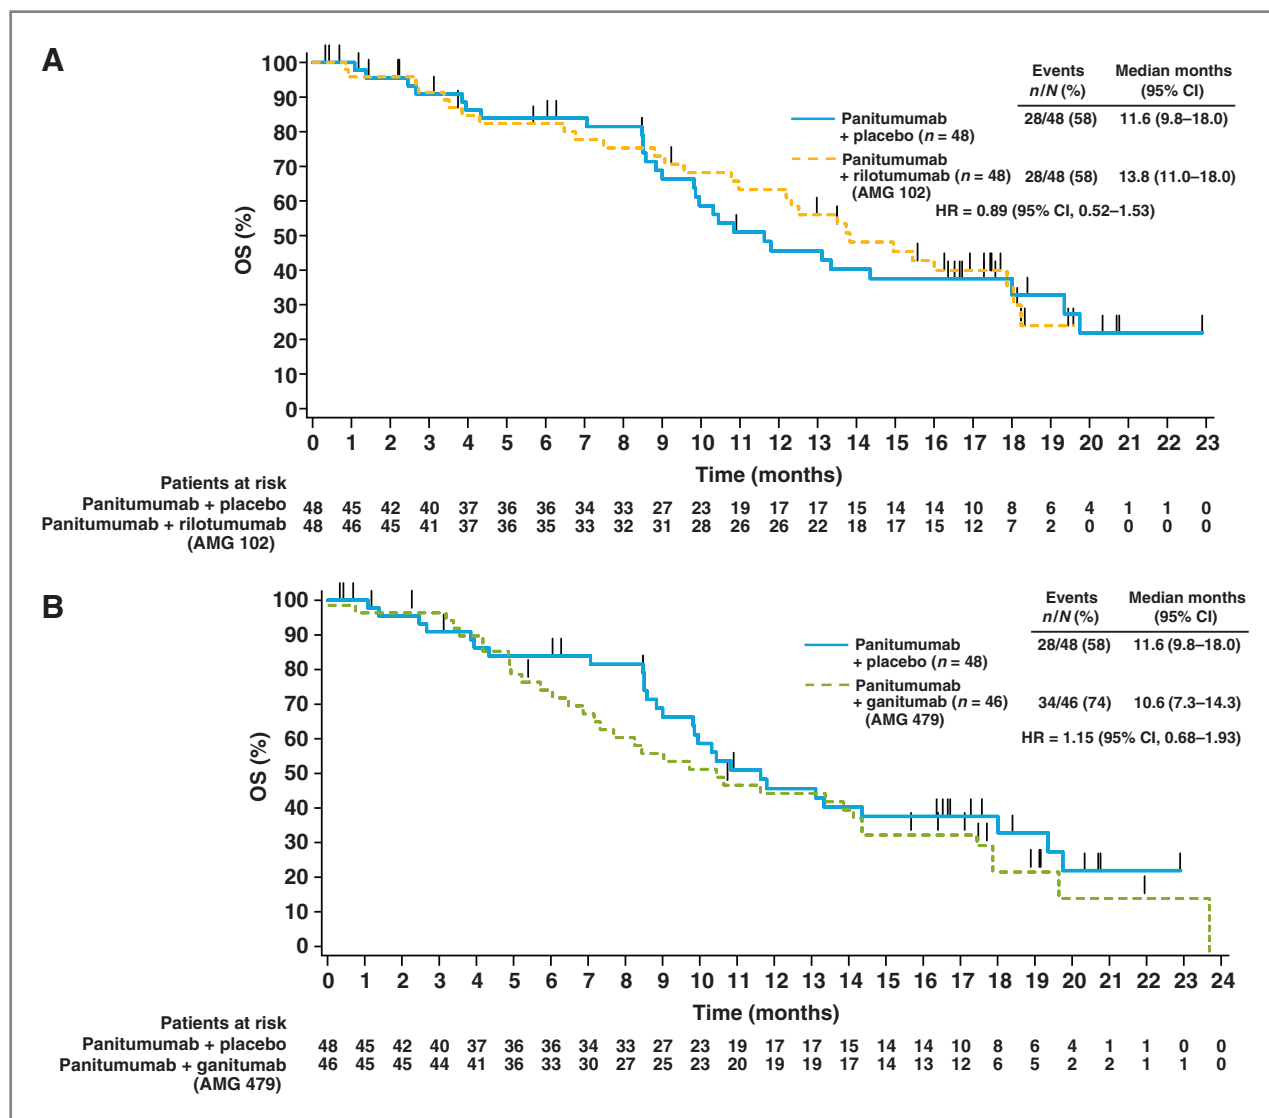 A
100
90
80
70
60
50
40
30
20
10
0
OS (%)
Events Median months
n/N (%) (95% CI)
Panitumumab 28/48 (58) 11.6 (9.8–18.0)
+ placebo (n = 48)
Panitumumab
+ rilotumumab (n = 48) 28/48 (58) 13.8 (11.0–18.0)
(AMG 102)
HR = 0.89 (95% CI, 0.52–1.53)
0 1 2 3 4 5 6 7 8 9 10 11 12 13 14 15 16 17 18 19 20 21 22 23
Time (months)
Patients at risk
Panitumumab + placebo 48 45 42 40 37 36 36 34 33 27 23 19 17 17 15 14 14 10 8 6 4 1 1 0
Panitumumab + rilotumumab 48 46 45 41 37 36 35 33 32 31 28 26 26 22 18 17 15 12 7 2 0 0 0 0
(AMG 102)
B
100
90
80
70
60
50
40
30
20
10
0
OS (%)
Events Median months
n/N (%) (95% CI)
Panitumumab 28/48 (58) 11.6 (9.8–18.0)
+ placebo (n = 48)
Panitumumab
+ ganitumab (n = 46) 34/46 (74) 10.6 (7.3–14.3)
(AMG 479)
HR = 1.15 (95% CI, 0.68–1.93)
0 1 2 3 4 5 6 7 8 9 10 11 12 13 14 15 16 17 18 19 20 21 22 23 24
Time (months)
Patients at risk
Panitumumab + placebo 48 45 42 40 37 36 36 34 33 27 23 19 17 17 15 14 14 10 8 6 4 1 1 0 0
Panitumumab + ganitumab 46 45 45 44 41 36 33 30 27 25 23 20 19 19 17 14 13 12 6 5 2 2 1 1 0
(AMG 479)